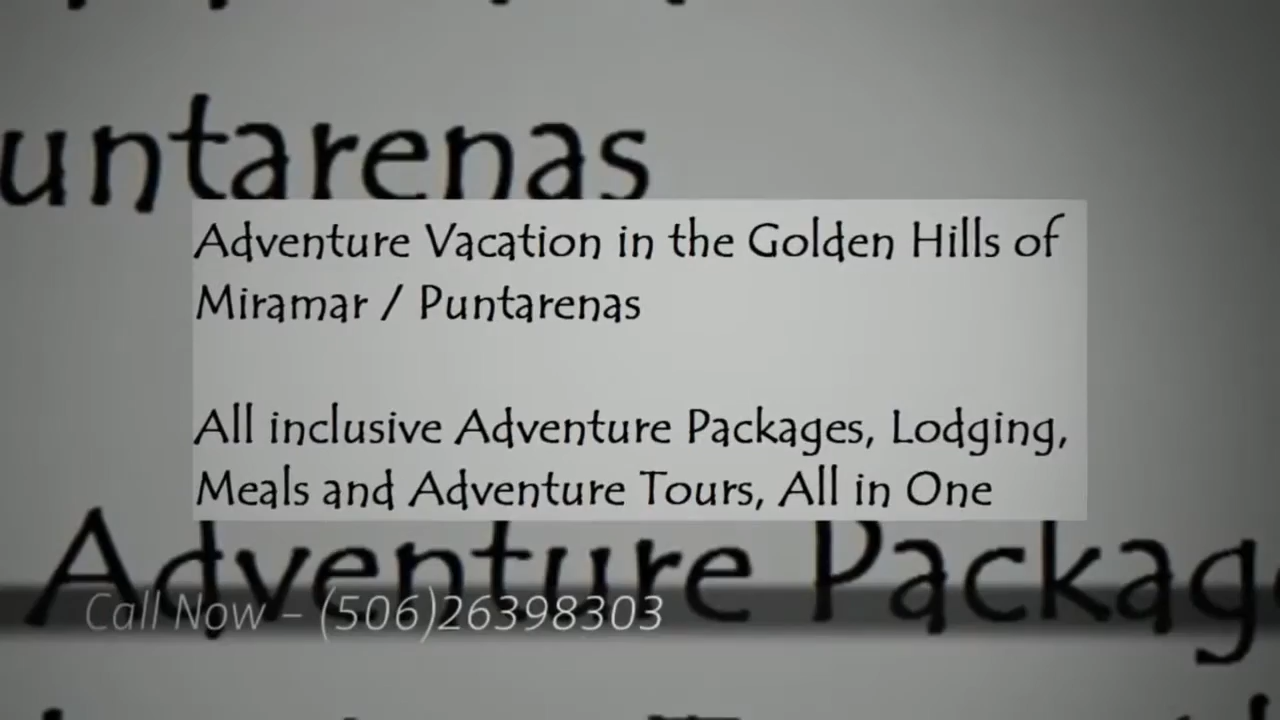 untarenas
Adventure Vacation in the Golden Hills of
Miramar / Puntarenas
All inclusive Adventure Packages, Lodging,
Meals and Adventure Tours, All in One
Adventure Packag
Call Now – (506)26398303